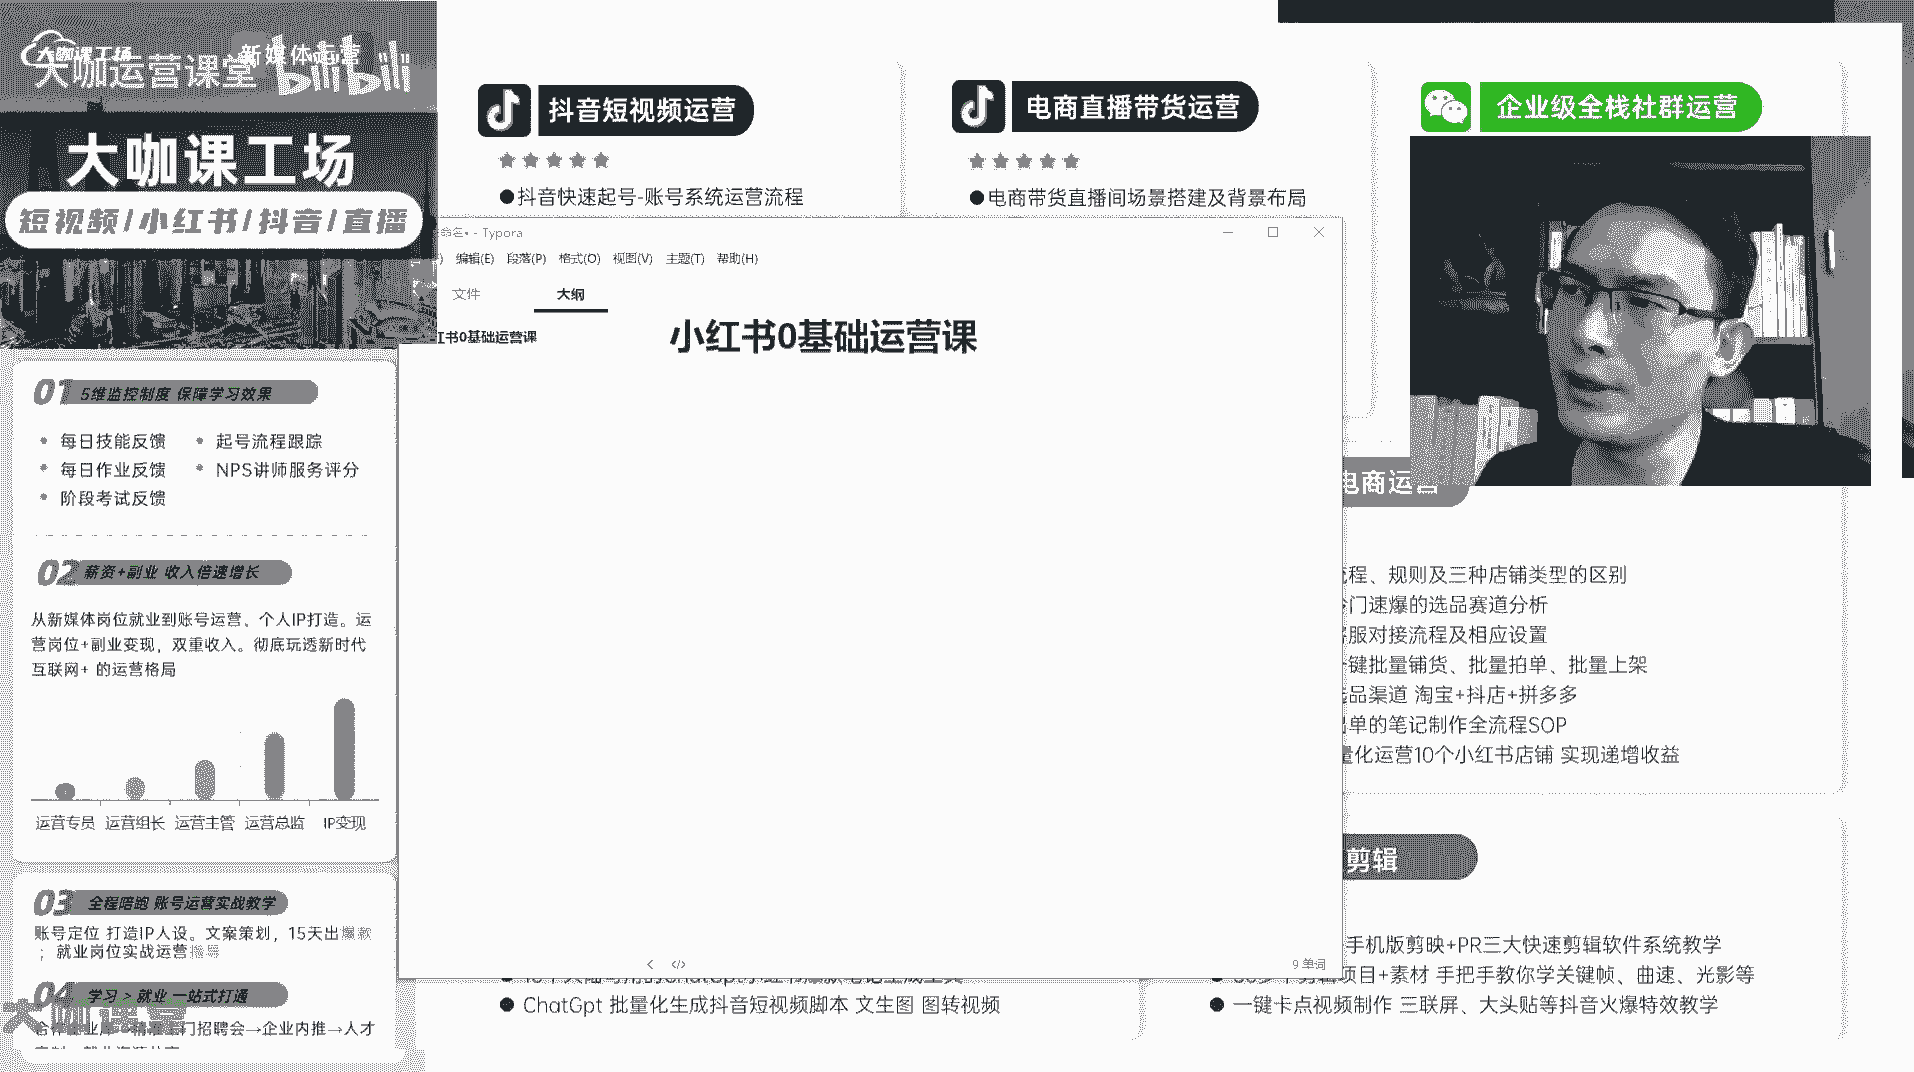 大咖课工场
新媒体运营
大咖运营课堂
bilibili
大咖课工场
短视频/小红书/抖音/直播
01 5维监控制度 保障学习效果
每日技能反馈
起号流程跟踪
每日作业反馈
NPS讲师服务评分
阶段考试反馈
02 薪资+副业 收入倍速增长
从新媒体岗位就业到账号运营、个人IP打造。运
营岗位+副业变现，双重收入。彻底玩透新时代
互联网+ 的运营格局
运营专员 运营组长 运营主管 运营总监 IP变现
03 全程陪跑 账号运营实战教学
账号定位 打造IP人设。文案策划，15天出爆款
；就业岗位实战运营指导
04 学习 > 就业 一站式打通
大咖课堂
门招聘会→企业内推→人才
抖音短视频运营
●抖音快速起号-账号系统运营流程
电商直播带货运营
●电商带货直播间场景搭建及背景布局
企业级全栈社群运营
命名• - Typora
编辑(E) 段落(P) 格式(O) 视图(V) 主题(T) 帮助(H)
文件 大纲
红书0基础运营课
小红书0基础运营课
9 单词
电商运营
流程、规则及三种店铺类型的区别
冷门速爆的选品赛道分析
客服对接流程及相应设置
一键批量铺货、批量拍单、批量上架
选品渠道 淘宝+抖店+拼多多
出单的笔记制作全流程SOP
量化运营10个小红书店铺 实现递增收益
● ChatGpt 批量化生成抖音短视频脚本 文生图 图转视频
剪辑
手机版剪映+PR三大快速剪辑软件系统教学
项目+素材 手把手教你学关键帧、曲速、光影等
● 一键卡点视频制作 三联屏、大头贴等抖音火爆特效教学